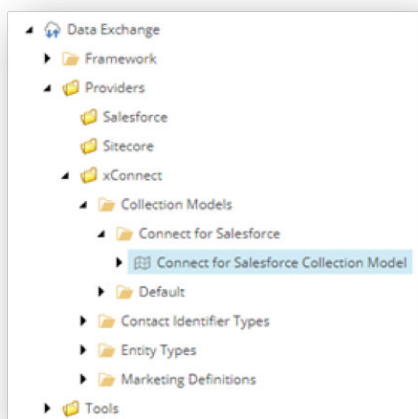 Data Exchange
Framework
Providers
Salesforce
Sitecore
xConnect
Collection Models
Connect for Salesforce
Connect for Salesforce Collection Model
Default
Contact Identifier Types
Entity Types
Marketing Definitions
Tools